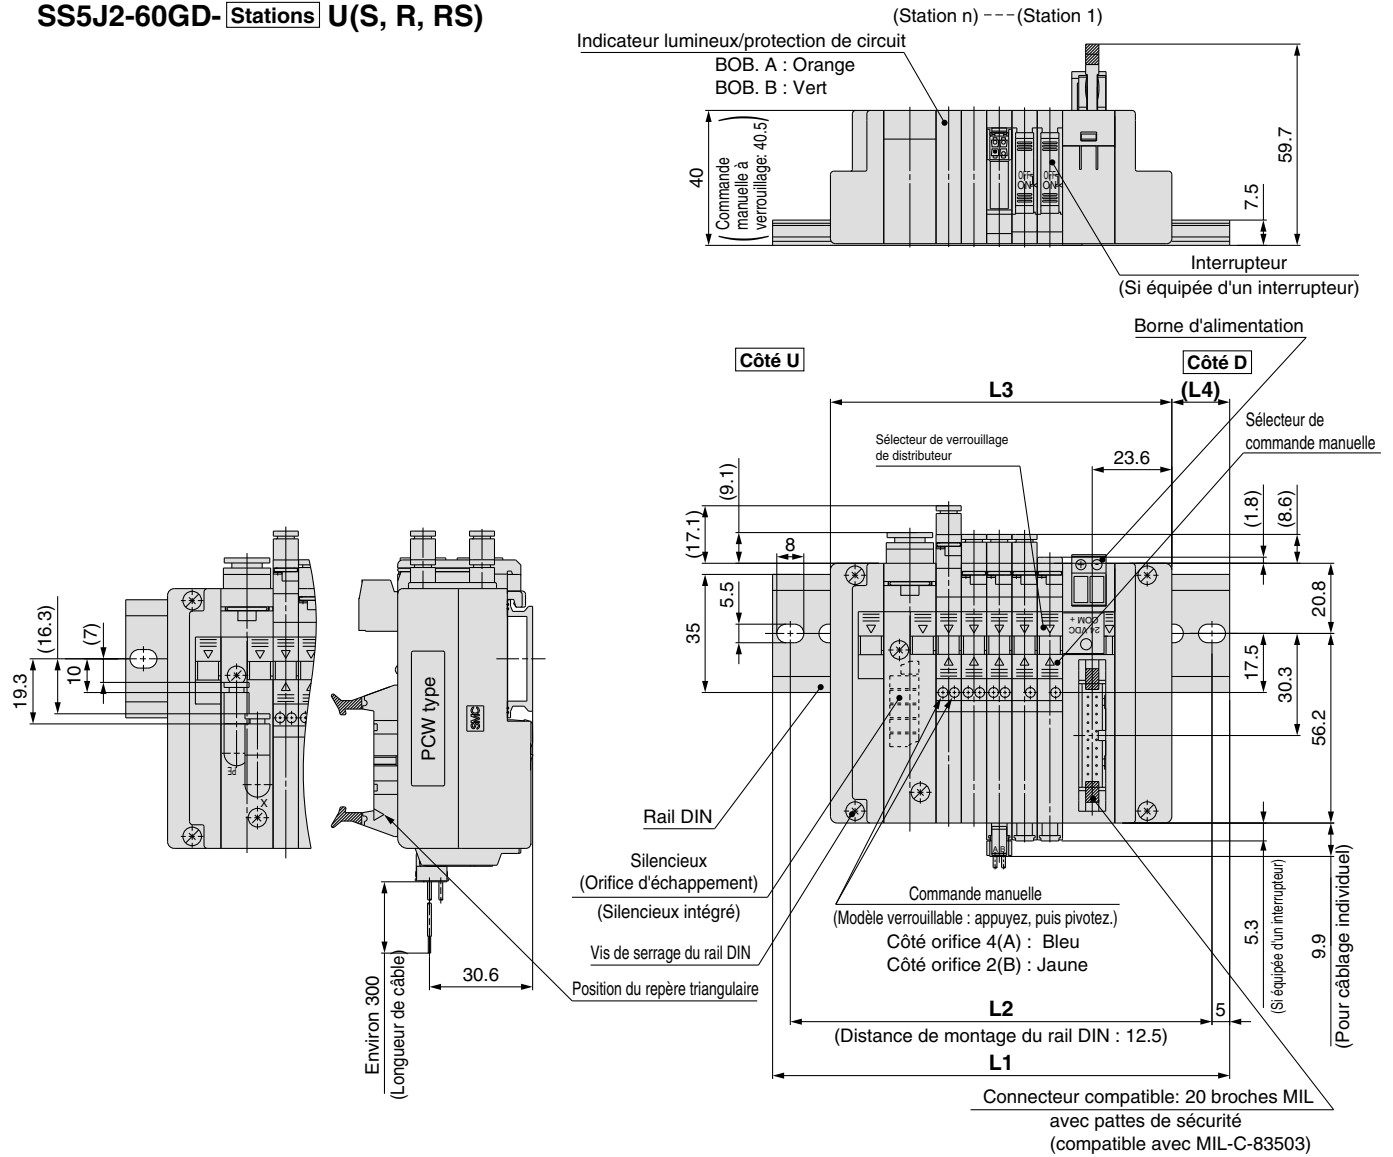 SS5J2-60GD- Stations U(S, R, RS)
(Station n) --- (Station 1)
Indicateur lumineux/protection de circuit
BOB. A : Orange
BOB. B : Vert
40
(Commande
manuelle à
verrouillage: 40.5)
59.7
7.5
OFF
ON
OFF
ON
Interrupteur
(Si équipée d'un interrupteur)
Borne d'alimentation
Côté U
Côté D
L3
(L4)
Sélecteur de
commande manuelle
Sélecteur de verrouillage
de distributeur
23.6
(9.1)
(17.1)
8
(1.8)
(8.6)
5.5
35
20.8
17.5
30.3
56.2
24 VDC
COM +
(16.3)
(7)
19.3
10
PE
X
PCW type
SMC
Rail DIN
Silencieux
(Orifice d'échappement)
(Silencieux intégré)
Vis de serrage du rail DIN
Position du repère triangulaire
A B
Commande manuelle
(Modèle verrouillable : appuyez, puis pivotez.)
Côté orifice 4(A) : Bleu
Côté orifice 2(B) : Jaune
5.3
(Si équipée d'un interrupteur)
9.9
(Pour câblage individuel)
Environ 300
(Longueur de câble)
30.6
L2
5
(Distance de montage du rail DIN : 12.5)
L1
Connecteur compatible: 20 broches MIL
avec pattes de sécurité
(compatible avec MIL-C-83503)